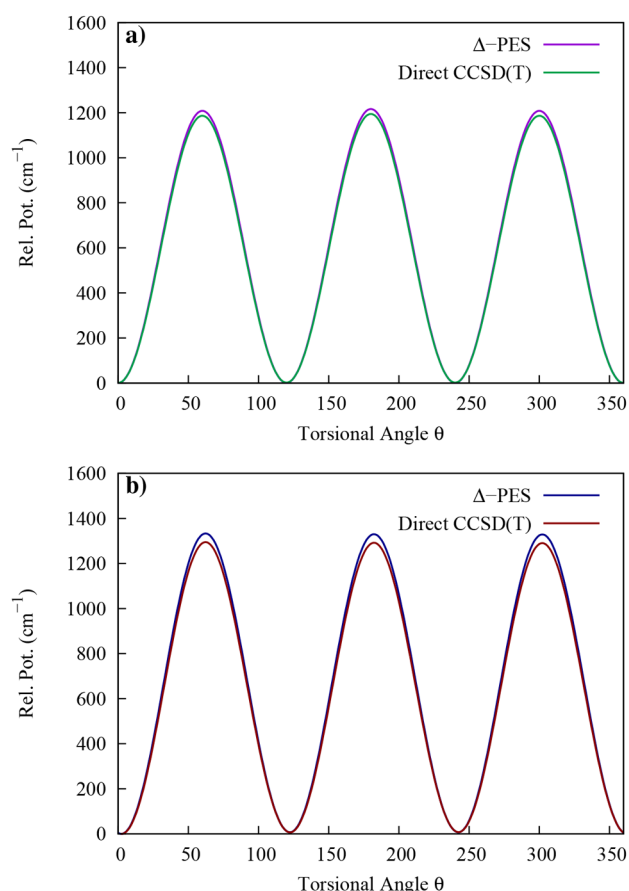 a)
Δ−PES
Direct CCSD(T)
1600
1400
1200
1000
800
600
400
200
0
Rel. Pot. (cm⁻¹)
0 50 100 150 200 250 300 350
Torsional Angle θ
b)
Δ−PES
Direct CCSD(T)
1600
1400
1200
1000
800
600
400
200
0
Rel. Pot. (cm⁻¹)
0 50 100 150 200 250 300 350
Torsional Angle θ